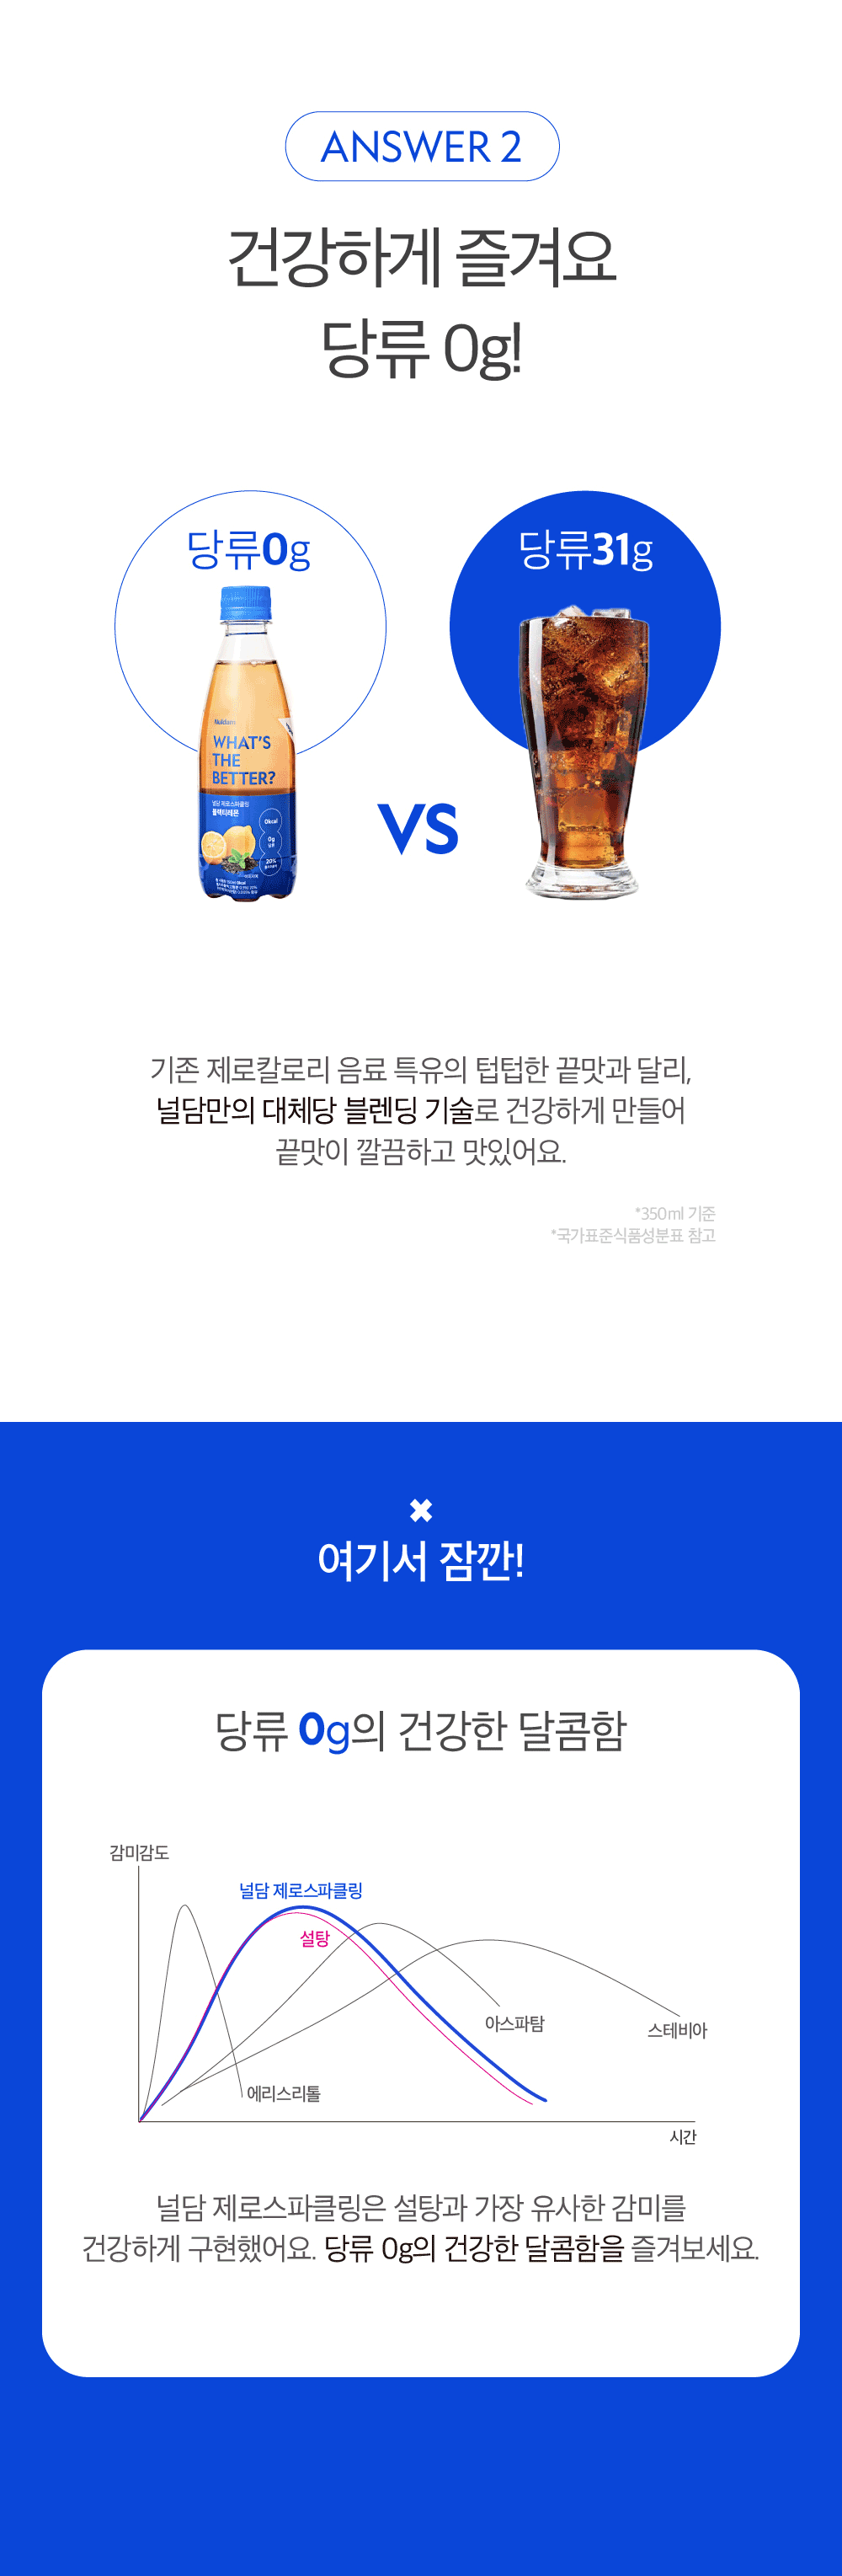 ANSWER 2
건강하게 즐겨요
당류 0g!
당류0g
당류31g
Nuldam
WHAT'S
THE
BETTER?
널담 제로스파클링
블랙티레몬
0kcal
0g
20%
VS
기존 제로칼로리 음료 특유의 텁텁한 끝맛과 달리,
널담만의 대체당 블렌딩 기술로 건강하게 만들어
끝맛이 깔끔하고 맛있어요.
*350ml 기준
*국가표준식품성분표 참고
여기서 잠깐!
당류 0g의 건강한 달콤함
감미감도
널담 제로스파클링
설탕
아스파탐
스테비아
에리스리톨
시간
널담 제로스파클링은 설탕과 가장 유사한 감미를
건강하게 구현했어요. 당류 0g의 건강한 달콤함을 즐겨보세요.